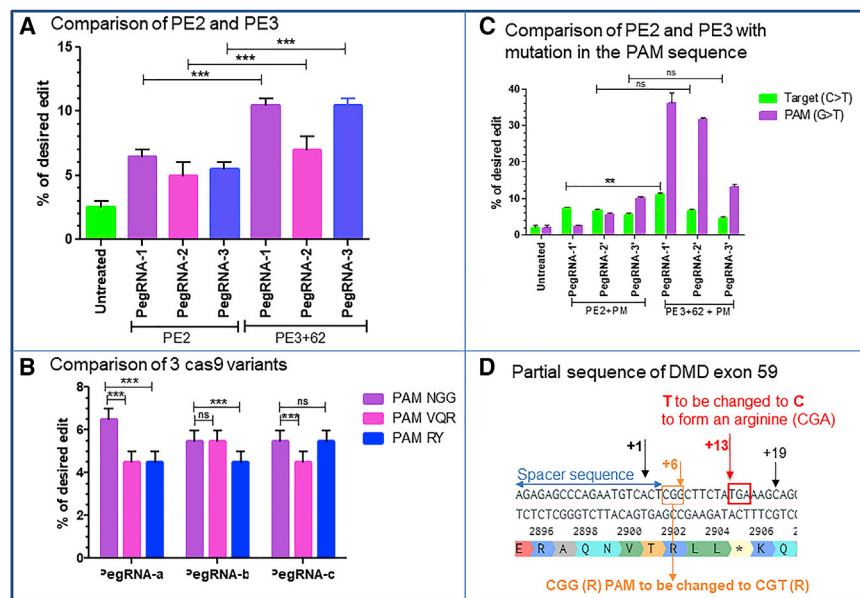 A Comparison of PE2 and PE3
% of desired edit
15
10
5
0
***
***
***
Untreated
PegRNA-1
PegRNA-2
PegRNA-3
PegRNA-1
PegRNA-2
PegRNA-3
PE2
PE3+62
C Comparison of PE2 and PE3 with
mutation in the PAM sequence
% of desired edit
40
30
20
10
0
ns
ns
**
Target (C>T)
PAM (G>T)
Untreated
PegRNA-1'
PegRNA-2'
PegRNA-3'
PegRNA-1'
PegRNA-2'
PegRNA-3'
PE2+PM
PE3+62 + PM
B Comparison of 3 cas9 variants
% of desired edit
8
6
4
2
0
***
***
***
ns
ns
***
PAM NGG
PAM VQR
PAM RY
PegRNA-a
PegRNA-b
PegRNA-c
D Partial sequence of DMD exon 59
T to be changed to C
to form an arginine (CGA)
+1
+6
+13
+19
Spacer sequence
AGAGAGCCCAGAATGTCACTCGGCTTCTATGAAAGCAGC
TCTCTCGGGTCTTACAGTGAGCCGAAGATACTTTCGTCG
2896 2898 2900 2902 2904 2906 2
E R A Q N V T R L L * K Q
CGG (R) PAM to be changed to CGT (R)